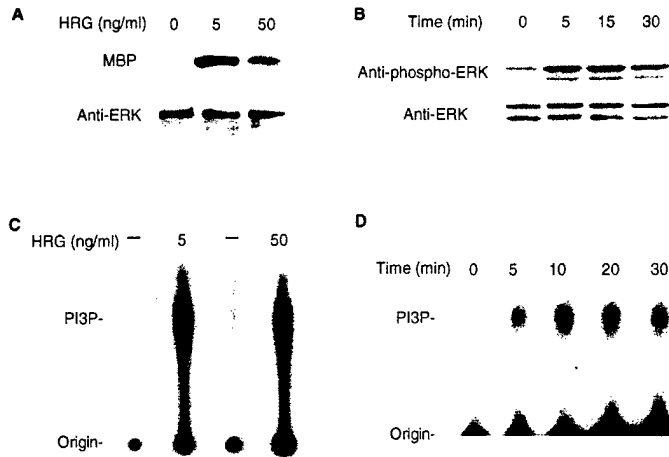 A
HRG (ng/ml) 0 5 50
MBP
Anti-ERK
B
Time (min) 0 5 15 30
Anti-phospho-ERK
Anti-ERK
C
HRG (ng/ml) — 5 — 50
PI3P-
Origin-
D
Time (min) 0 5 10 20 30
PI3P-
Origin-